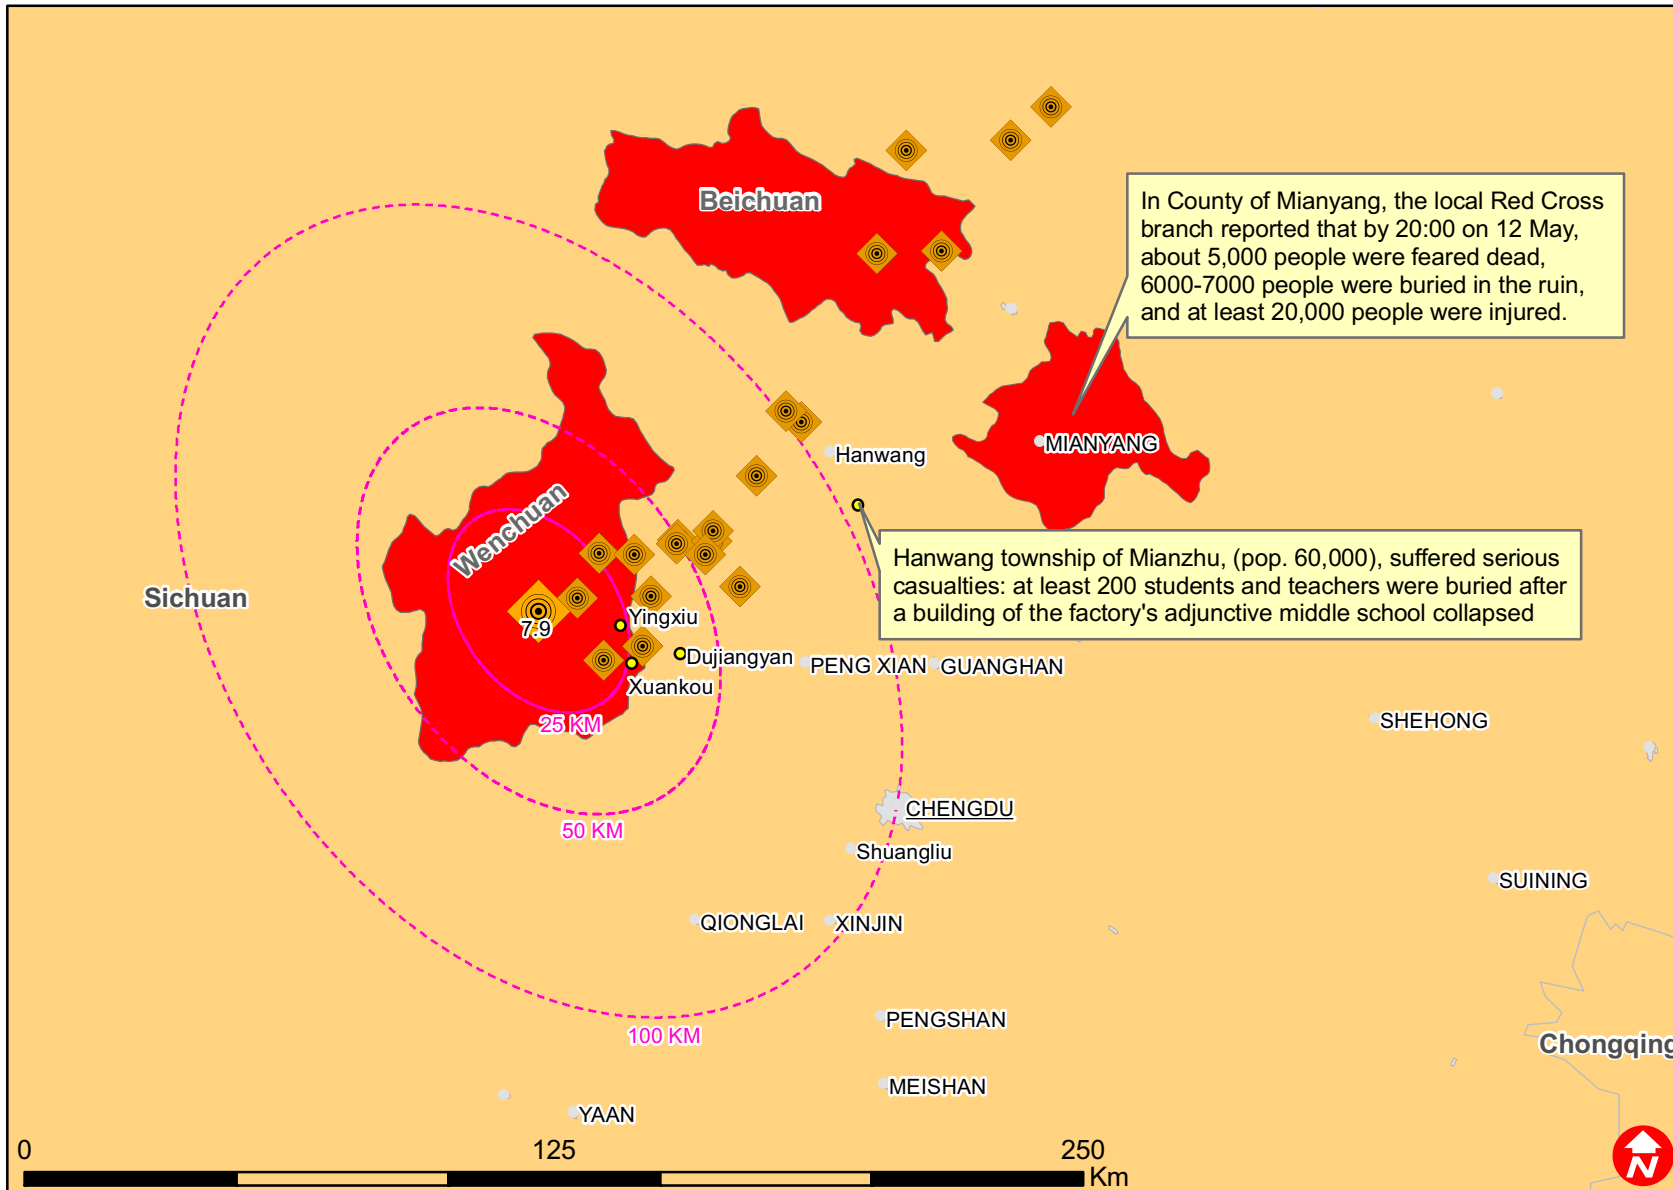 Beichuan
In County of Mianyang, the local Red Cross
branch reported that by 20:00 on 12 May,
about 5,000 people were feared dead,
6000-7000 people were buried in the ruin,
and at least 20,000 people were injured.
MIANYANG
Hanwang
Wenchuan
Hanwang township of Mianzhu, (pop. 60,000), suffered serious
casualties: at least 200 students and teachers were buried after
a building of the factory's adjunctive middle school collapsed
Sichuan
7.9
Yingxiu
Dujiangyan
Xuankou
PENG XIAN
GUANGHAN
25 KM
SHEHONG
CHENGDU
50 KM
Shuangliu
SUINING
QIONGLAI
XINJIN
PENGSHAN
100 KM
Chongqing
MEISHAN
YAAN
0
125
250
Km
N